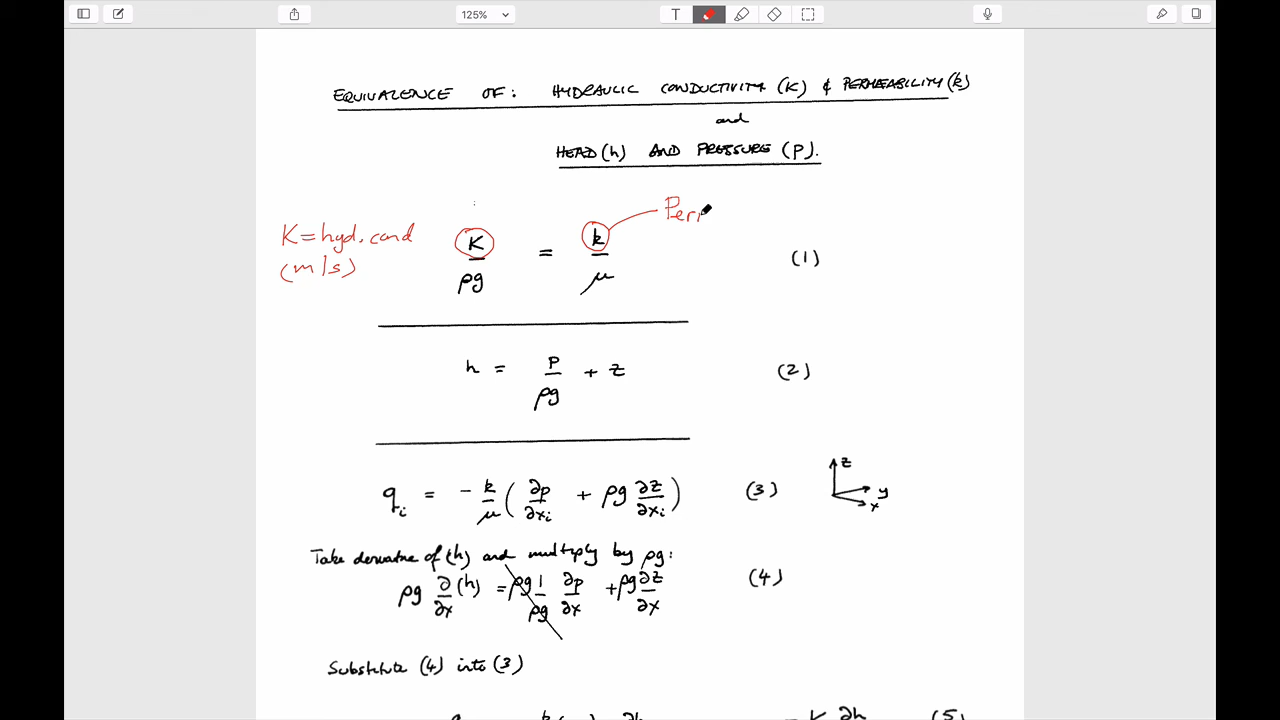 125%
T
EQUIVALENCE OF: HYDRAULIC CONDUCTIVITY (K) & PERMEABILITY (k)
and
HEAD (h) AND PRESSURE (p).
K = hyd. cond
(m/s)
K/ρg = k/μ (1)
Peri
h = p/ρg + z (2)
q_i = - k/μ ( ∂p/∂x_i + ρg ∂z/∂x_i ) (3)
z
y
x
Take derivative of (h) and multiply by ρg:
ρg ∂/∂x (h) = ρg 1/ρg ∂p/∂x + ρg ∂z/∂x (4)
Substitute (4) into (3)